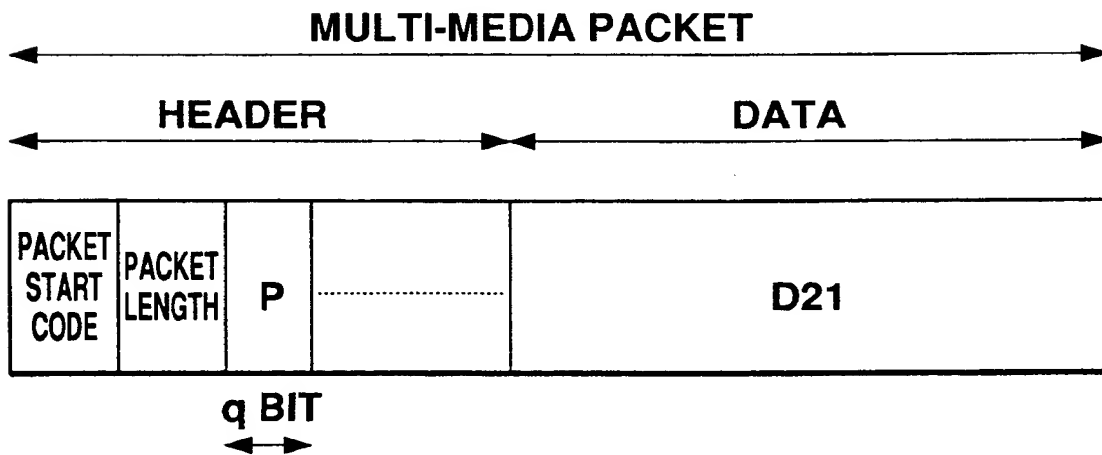 MULTI-MEDIA PACKET
HEADER
DATA
PACKET
START
CODE
PACKET
LENGTH
P
D21
q BIT